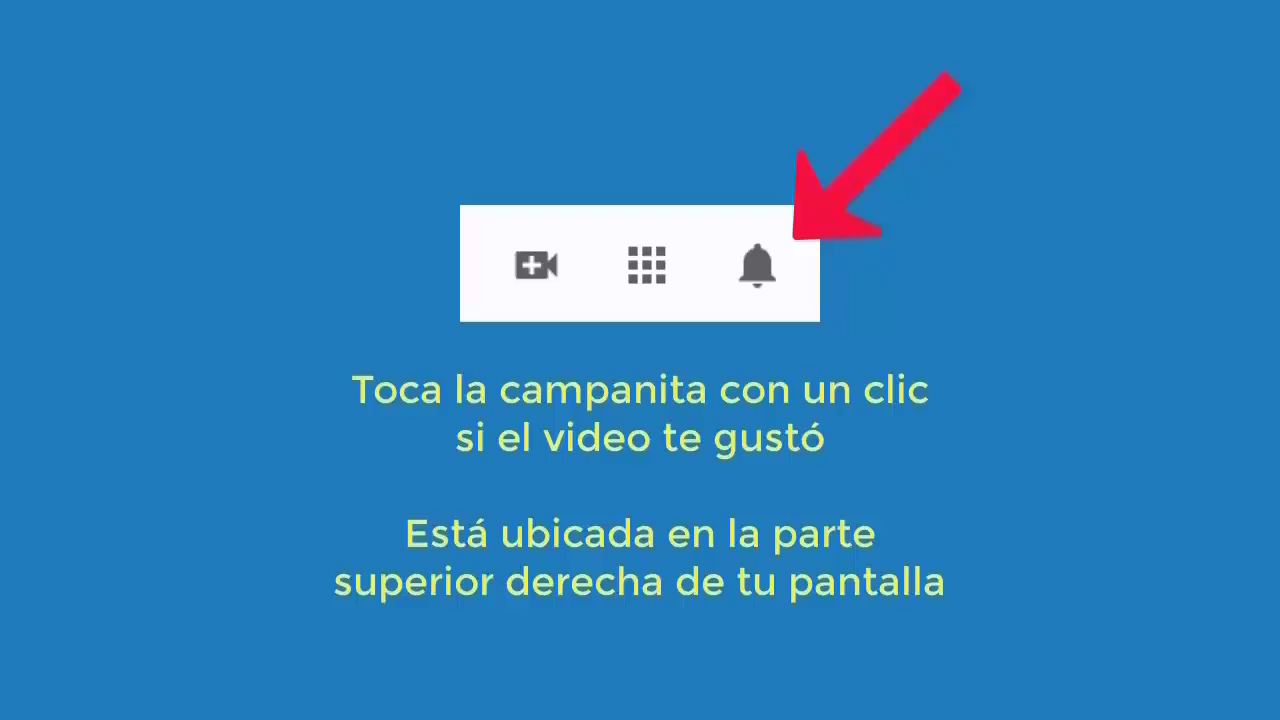 Toca la campanita con un clic
si el video te gustó
Está ubicada en la parte
superior derecha de tu pantalla